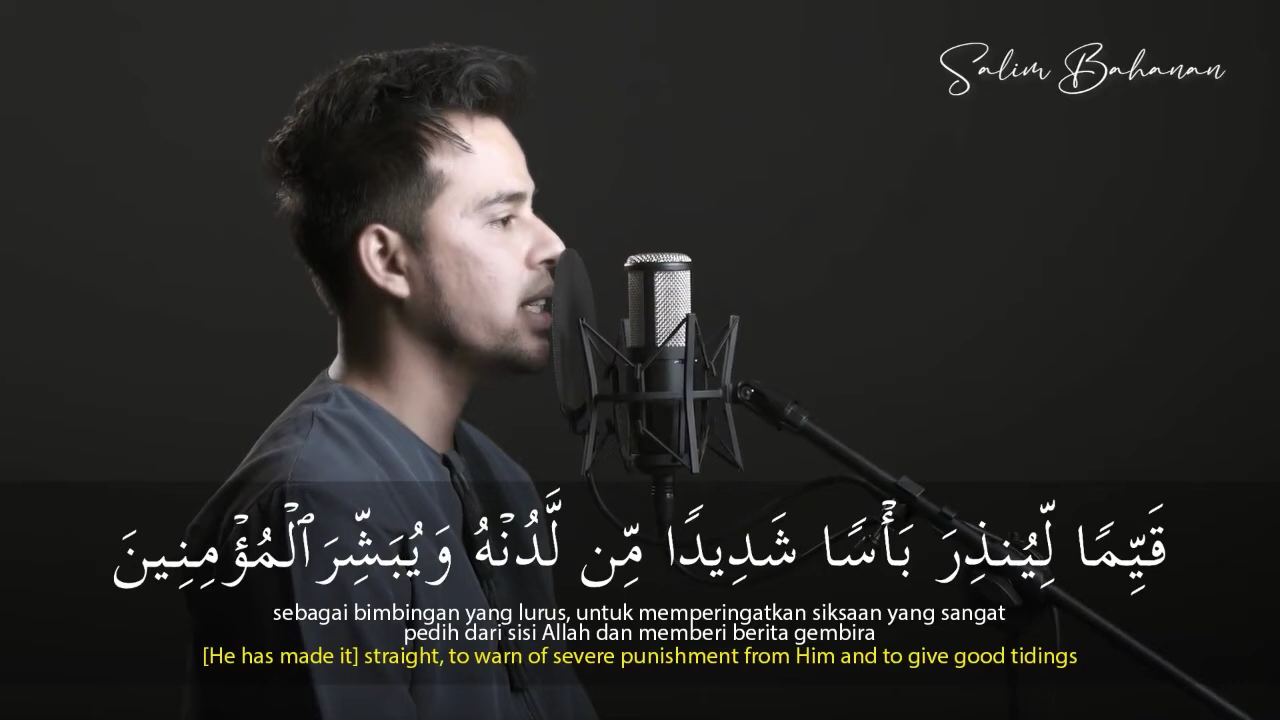 Salim Bahanan
قَيِّمًا لِّيُنذِرَ بَأْسًا شَدِيدًا مِّن لَّدُنْهُ وَيُبَشِّرَ ٱلْمُؤْمِنِينَ
sebagai bimbingan yang lurus, untuk memperingatkan siksaan yang sangat
pedih dari sisi Allah dan memberi berita gembira
[He has made it] straight, to warn of severe punishment from Him and to give good tidings